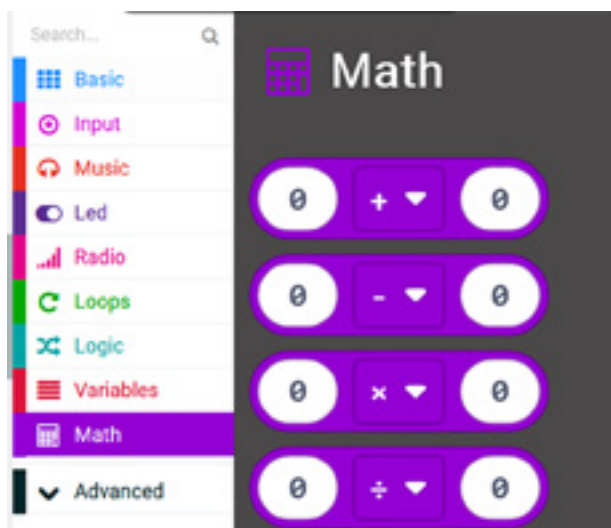 Search...
Basic
Input
Music
Led
Radio
Loops
Logic
Variables
Math
Advanced
Math
0 + 0
0 - 0
0 × 0
0 ÷ 0